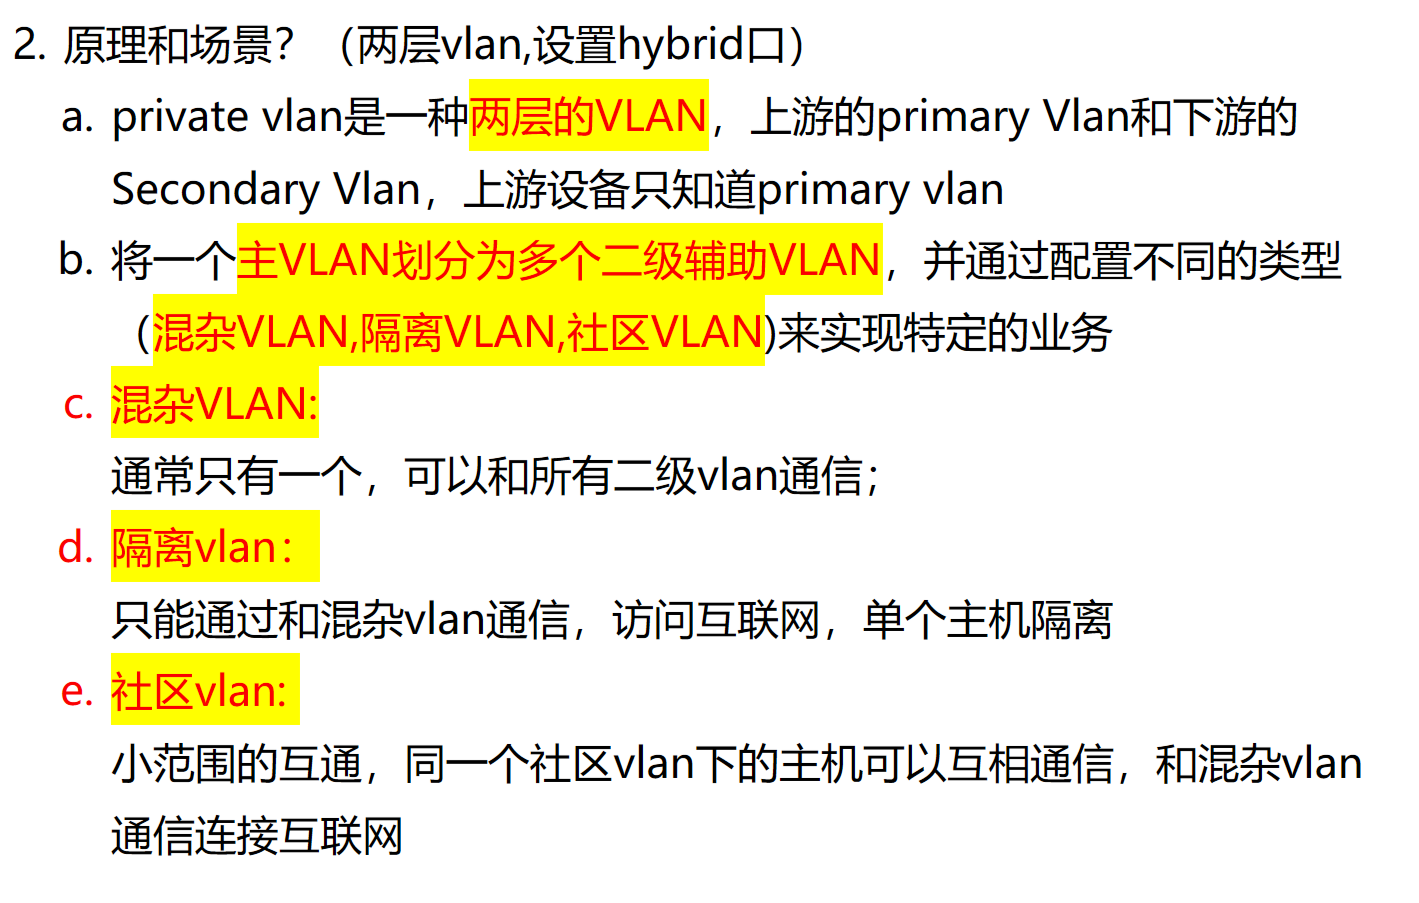 2. 原理和场景？（两层vlan,设置hybrid口）
a. private vlan是一种两层的VLAN，上游的primary Vlan和下游的
Secondary Vlan，上游设备只知道primary vlan
b. 将一个主VLAN划分为多个二级辅助VLAN，并通过配置不同的类型
（混杂VLAN,隔离VLAN,社区VLAN)来实现特定的业务
c. 混杂VLAN:
通常只有一个，可以和所有二级vlan通信；
d. 隔离vlan：
只能通过和混杂vlan通信，访问互联网，单个主机隔离
e. 社区vlan:
小范围的互通，同一个社区vlan下的主机可以互相通信，和混杂vlan
通信连接互联网